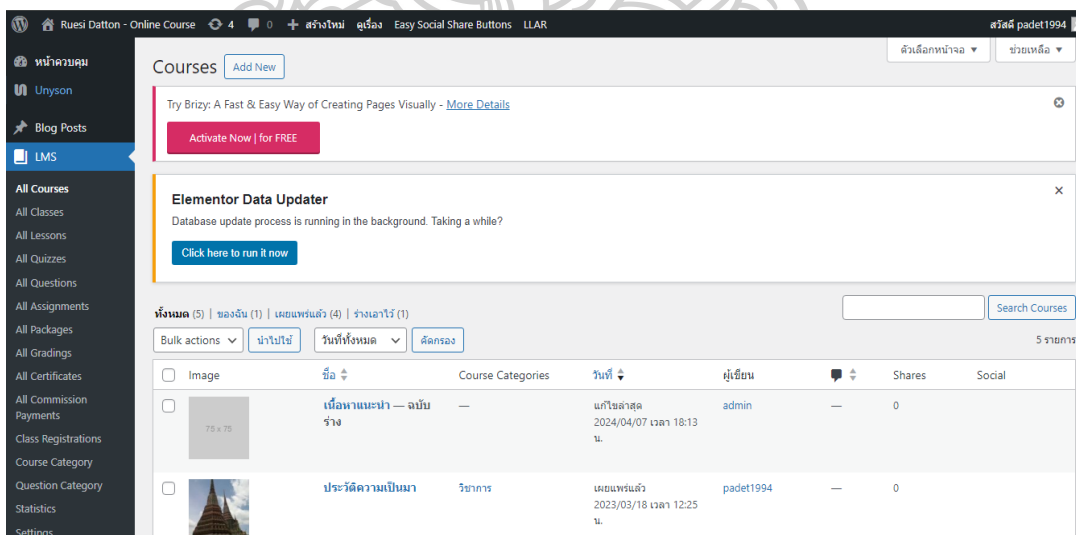 Ruesi Datton - Online Course 4 0 + สร้างใหม่ ดูเรื่อง Easy Social Share Buttons LLAR สวัสดี padet1994
ตัวเลือกหน้าจอ ▼ ช่วยเหลือ ▼
หน้าควบคุม
Unyson
Blog Posts
LMS
All Courses
All Classes
All Lessons
All Quizzes
All Questions
All Assignments
All Packages
All Gradings
All Certificates
All Commission
Payments
Class Registrations
Course Category
Question Category
Statistics
Settings
Courses Add New
Try Brizy: A Fast & Easy Way of Creating Pages Visually - More Details
Activate Now | for FREE
Elementor Data Updater
Database update process is running in the background. Taking a while?
Click here to run it now
ทั้งหมด (5) | ของฉัน (1) | เผยแพร่แล้ว (4) | ร่างเอาไว้ (1)
Search Courses
Bulk actions นำไปใช้ วันที่ทั้งหมด คัดกรอง 5 รายการ
Image ชื่อ Course Categories วันที่ ผู้เขียน Shares Social
75 x 75
เนื้อหาแนะนำ — ฉบับ
ร่าง
—
แก้ไขล่าสุด
2024/04/07 เวลา 18:13
น.
admin
—
0
ประวัติความเป็นมา
วิชาการ
เผยแพร่แล้ว
2023/03/18 เวลา 12:25
น.
padet1994
—
0